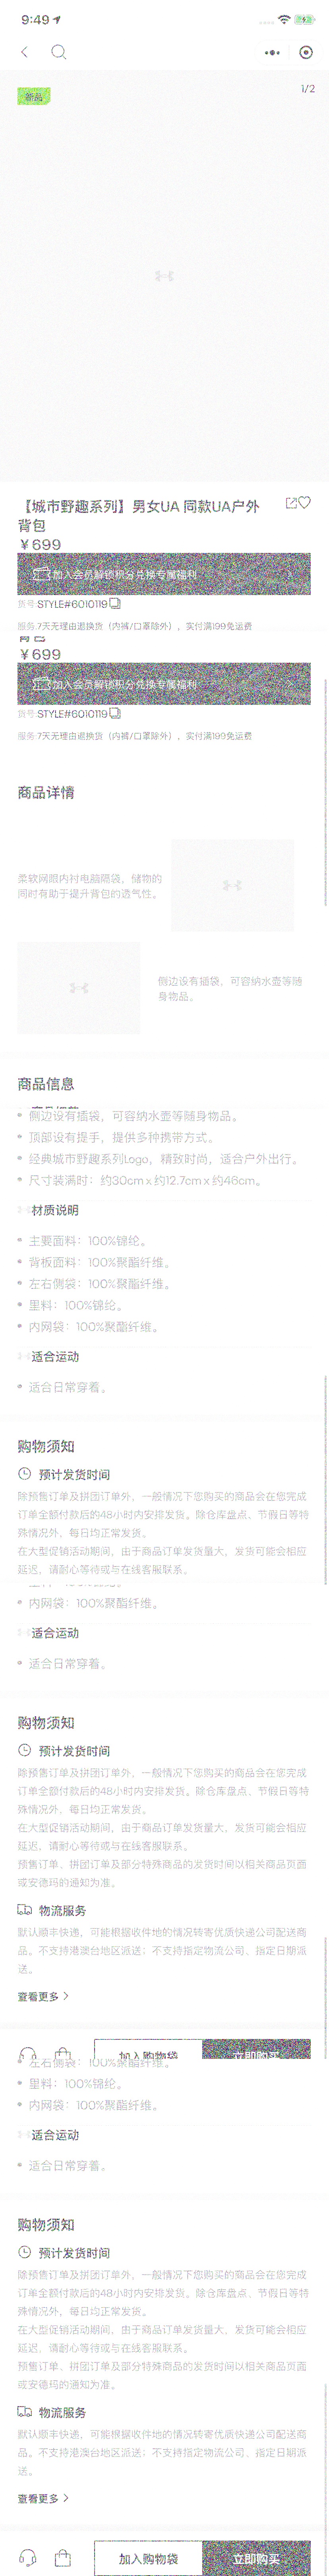 9:49
1/2
新品
【城市野趣系列】男女UA 同款UA户外
背包
￥699
加入会员解锁积分兑换专属福利
货号:STYLE#6010119
服务:7天无理由退换货（内裤/口罩除外），实付满199免运费
背包
￥699
加入会员解锁积分兑换专属福利
货号:STYLE#6010119
服务:7天无理由退换货（内裤/口罩除外），实付满199免运费
商品详情
柔软网眼内衬电脑隔袋，储物的
同时有助于提升背包的透气性。
侧边设有插袋，可容纳水壶等随
身物品。
商品信息
侧边设有插袋，可容纳水壶等随身物品。
顶部设有提手，提供多种携带方式。
经典城市野趣系列Logo，精致时尚，适合户外出行。
尺寸装满时：约30cm x 约12.7cm x 约46cm。
材质说明
主要面料：100%锦纶。
背板面料：100%聚酯纤维。
左右侧袋：100%聚酯纤维。
里料：100%锦纶。
内网袋：100%聚酯纤维。
适合运动
适合日常穿着。
购物须知
预计发货时间
除预售订单及拼团订单外，一般情况下您购买的商品会在您完成
订单全额付款后的48小时内安排发货。除仓库盘点、节假日等特
殊情况外，每日均正常发货。
在大型促销活动期间，由于商品订单发货量大，发货可能会相应
延迟，请耐心等待或与在线客服联系。
内网袋：100%聚酯纤维。
适合运动
适合日常穿着。
购物须知
预计发货时间
除预售订单及拼团订单外，一般情况下您购买的商品会在您完成
订单全额付款后的48小时内安排发货。除仓库盘点、节假日等特
殊情况外，每日均正常发货。
在大型促销活动期间，由于商品订单发货量大，发货可能会相应
延迟，请耐心等待或与在线客服联系。
预售订单、拼团订单及部分特殊商品的发货时间以相关商品页面
或安德玛的通知为准。
物流服务
默认顺丰快递，可能根据收件地的情况转寄优质快递公司配送商
品。不支持港澳台地区派送；不支持指定物流公司、指定日期派
送。
查看更多
加入购物袋
立即购买
左右侧袋：100%聚酯纤维。
里料：100%锦纶。
内网袋：100%聚酯纤维。
适合运动
适合日常穿着。
购物须知
预计发货时间
除预售订单及拼团订单外，一般情况下您购买的商品会在您完成
订单全额付款后的48小时内安排发货。除仓库盘点、节假日等特
殊情况外，每日均正常发货。
在大型促销活动期间，由于商品订单发货量大，发货可能会相应
延迟，请耐心等待或与在线客服联系。
预售订单、拼团订单及部分特殊商品的发货时间以相关商品页面
或安德玛的通知为准。
物流服务
默认顺丰快递，可能根据收件地的情况转寄优质快递公司配送商
品。不支持港澳台地区派送；不支持指定物流公司、指定日期派
送。
查看更多
加入购物袋
立即购买